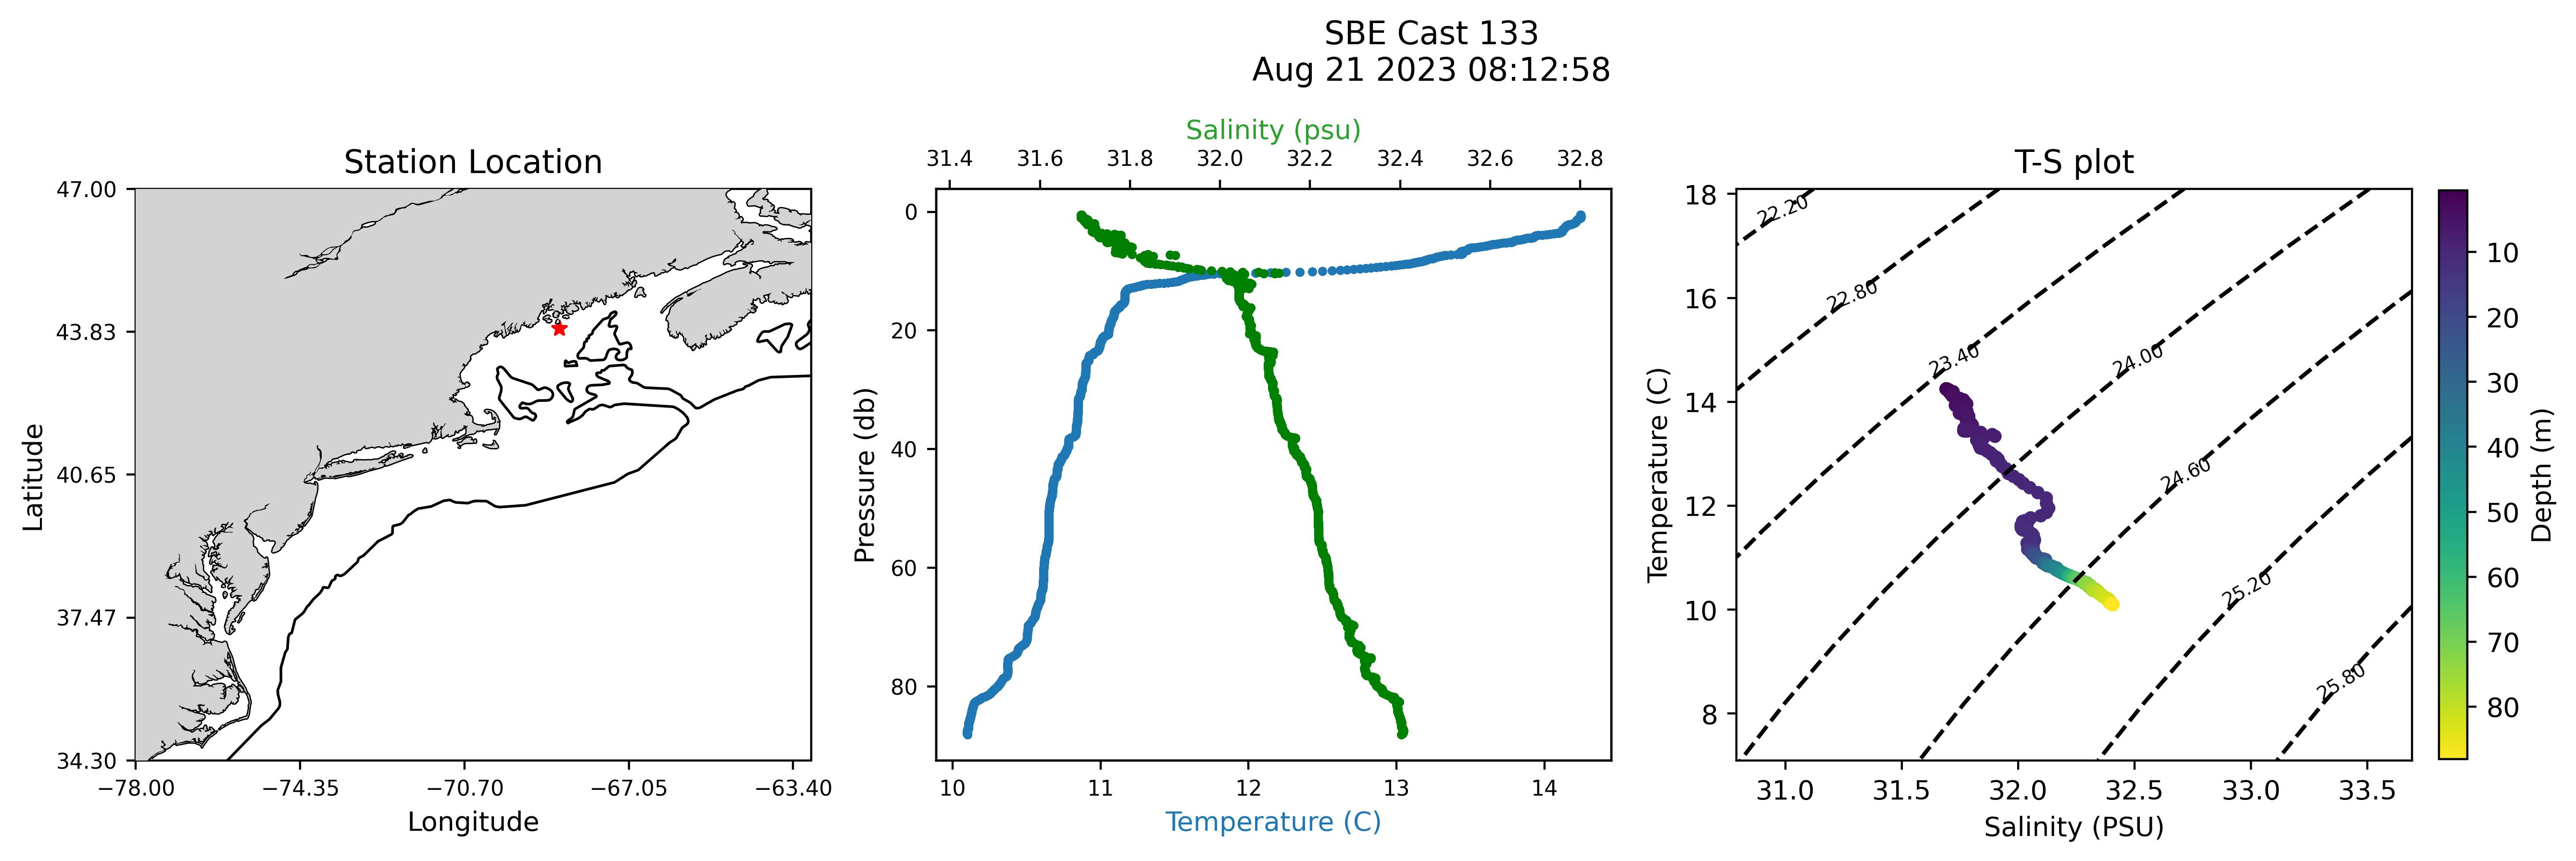 SBE Cast 133
Aug 21 2023 08:12:58
Station Location
47.00
43.83
40.65
37.47
34.30
Latitude
−78.00 −74.35 −70.70 −67.05 −63.40
Longitude
Salinity (psu)
31.4 31.6 31.8 32.0 32.2 32.4 32.6 32.8
0
20
40
60
80
Pressure (db)
10 11 12 13 14
Temperature (C)
T-S plot
18
16
14
12
10
8
Temperature (C)
22.20
22.80
23.40
24.00
24.60
25.20
25.80
31.0 31.5 32.0 32.5 33.0 33.5
Salinity (PSU)
10
20
30
40
50
60
70
80
Depth (m)